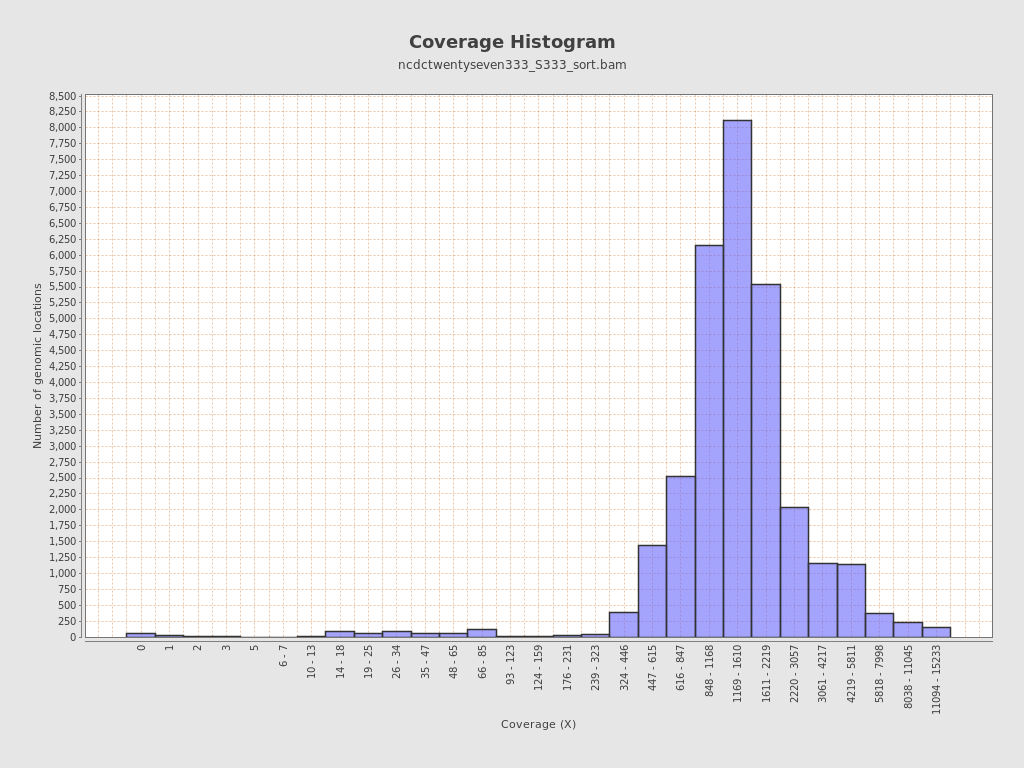 Coverage Histogram
ncdctwentyseven333_S333_sort.bam
8,500
8,250
8,000
7,750
7,500
7,250
7,000
6,750
6,500
6,250
6,000
5,750
5,500
5,250
5,000
4,750
4,500
4,250
4,000
3,750
3,500
3,250
3,000
2,750
2,500
2,250
2,000
1,750
1,500
1,250
1,000
750
500
250
0
Number of genomic locations
0
1
2
3
5
6 - 7
10 - 13
14 - 18
19 - 25
26 - 34
35 - 47
48 - 65
66 - 85
93 - 123
124 - 159
176 - 231
239 - 323
324 - 446
447 - 615
616 - 847
848 - 1168
1169 - 1610
1611 - 2219
2220 - 3057
3061 - 4217
4219 - 5811
5818 - 7998
8038 - 11045
11094 - 15233
Coverage (X)